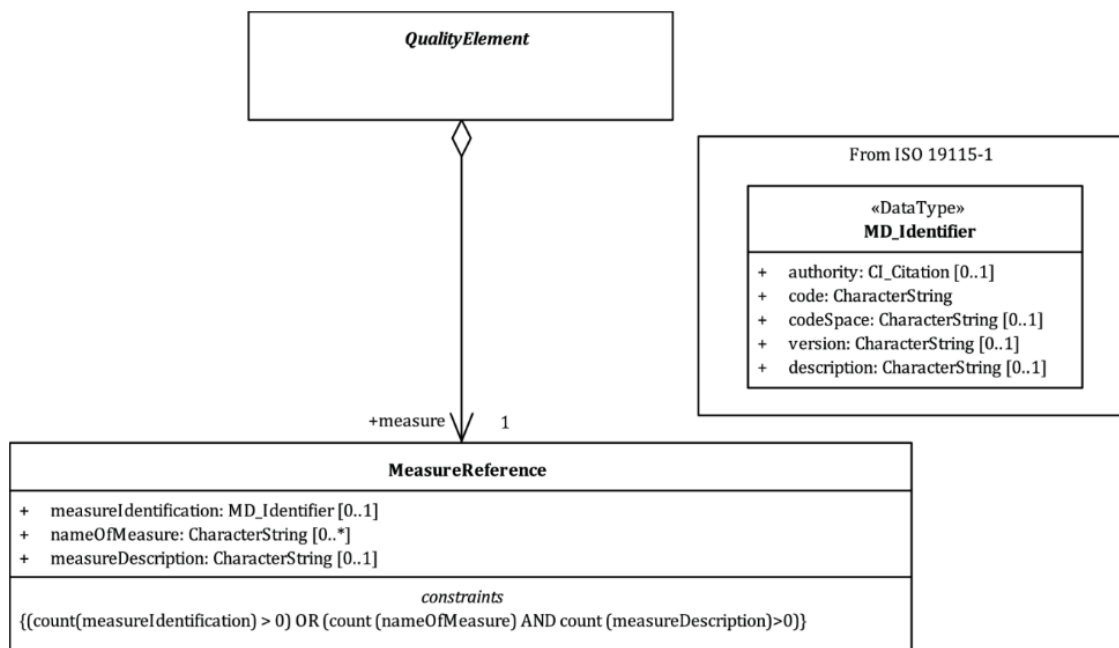 QualityElement
From ISO 19115-1
«DataType»
MD_Identifier
+ authority: CI_Citation [0..1]
+ code: CharacterString
+ codeSpace: CharacterString [0..1]
+ version: CharacterString [0..1]
+ description: CharacterString [0..1]
+measure 1
MeasureReference
+ measureIdentification: MD_Identifier [0..1]
+ nameOfMeasure: CharacterString [0..*]
+ measureDescription: CharacterString [0..1]
constraints
{(count(measureIdentification) > 0) OR (count (nameOfMeasure) AND count (measureDescription)>0)}